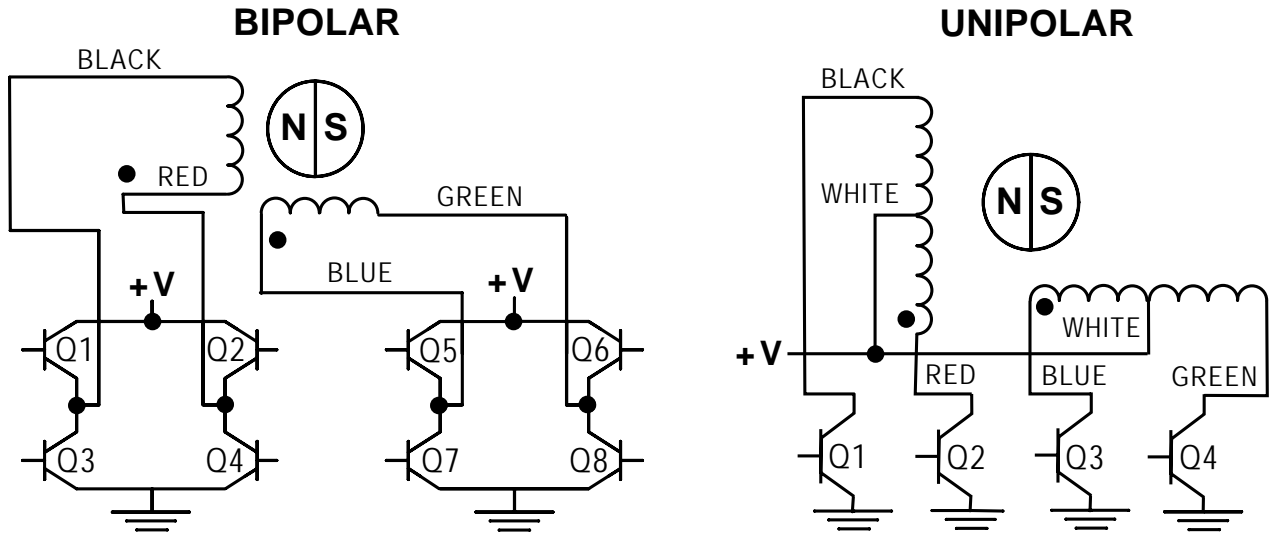 BIPOLAR
BLACK
N S
RED
GREEN
BLUE
+V
+V
Q1 Q2 Q5 Q6
Q3 Q4 Q7 Q8
UNIPOLAR
BLACK
WHITE
N S
WHITE
+V
RED BLUE GREEN
Q1 Q2 Q3 Q4